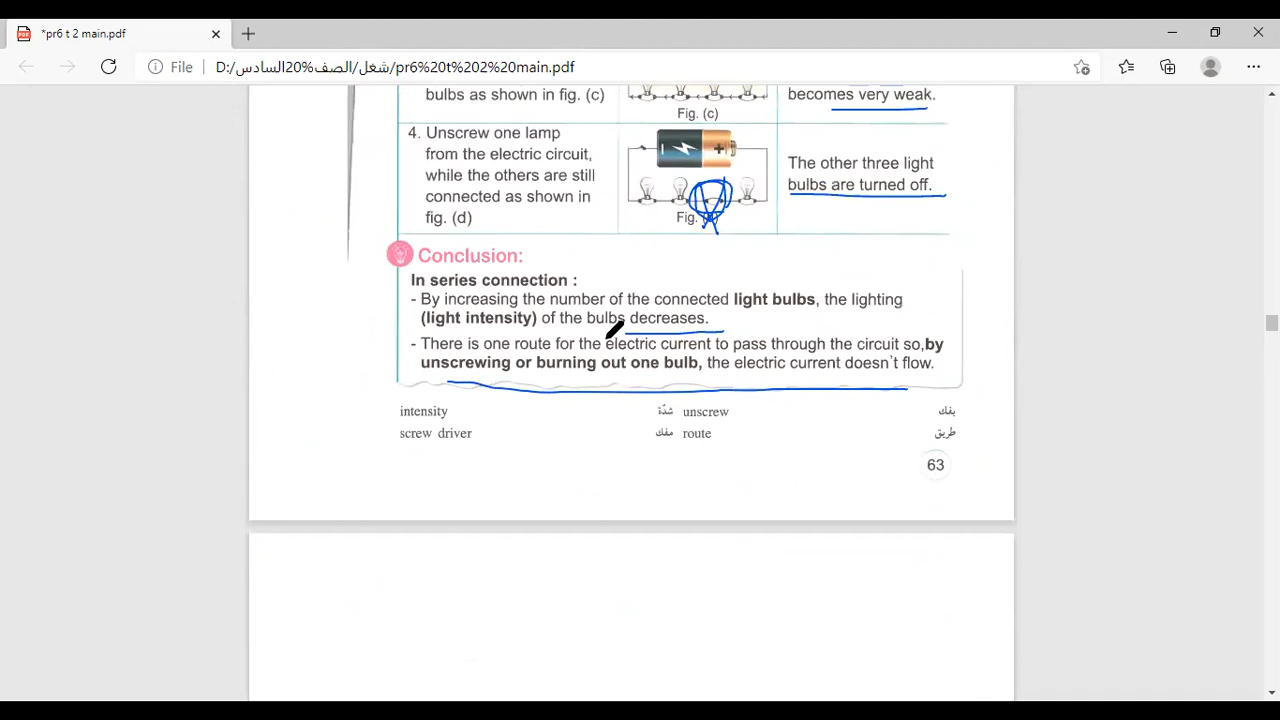 *pr6 t 2 main.pdf
File
D:/شغل/الصف%20السادس/pr6%20t%202%20main.pdf
bulbs as shown in fig. (c)
Fig. (c)
becomes very weak.
4. Unscrew one lamp
from the electric circuit,
while the others are still
connected as shown in
fig. (d)
Fig.
The other three light
bulbs are turned off.
Conclusion:
In series connection :
- By increasing the number of the connected light bulbs, the lighting
(light intensity) of the bulbs decreases.
- There is one route for the electric current to pass through the circuit so,by
unscrewing or burning out one bulb, the electric current doesn't flow.
intensity شدّة unscrew يفك
screw driver مفك route طريق
63